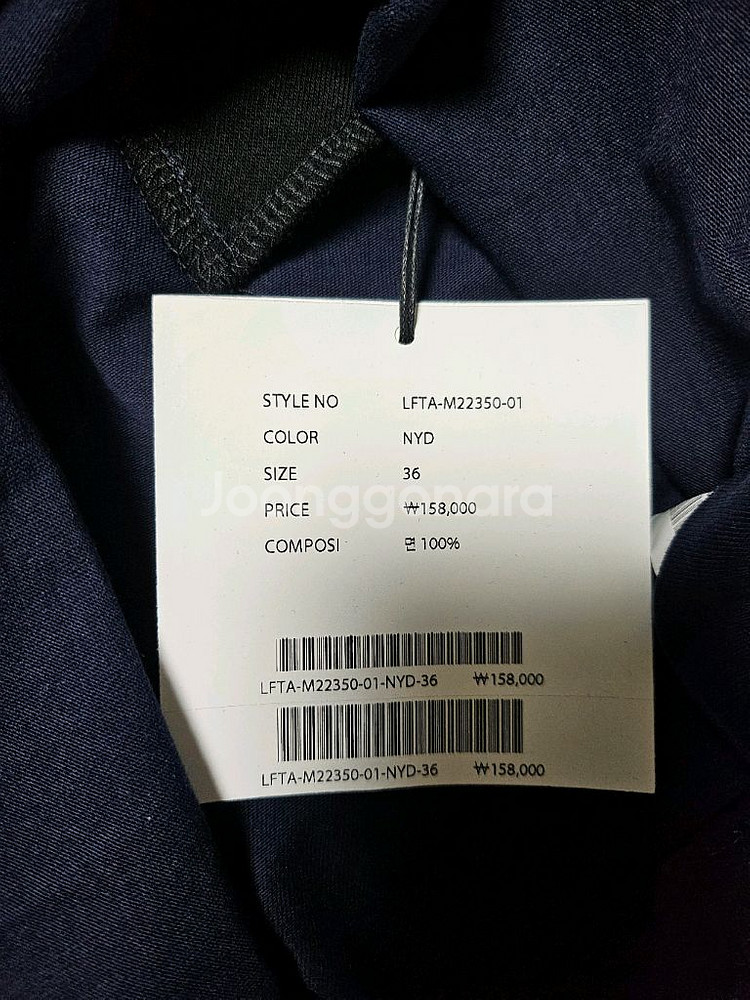 STYLE NO LFTA-M22350-01
COLOR NYD
SIZE 36
Joonggonara
PRICE ₩158,000
COMPOSI 면 100%
LFTA-M22350-01-NYD-36 ₩158,000
LFTA-M22350-01-NYD-36 ₩158,000